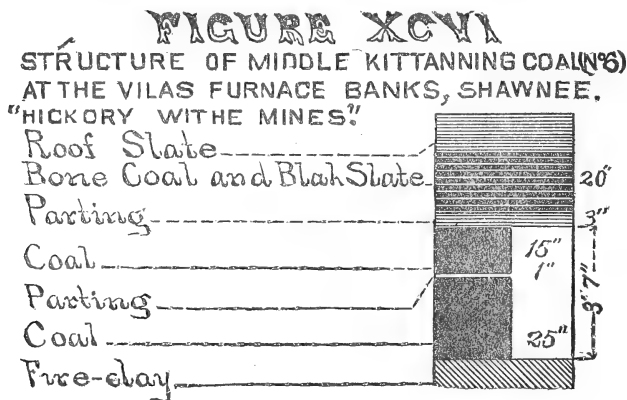 FIGURE XCVI
STRUCTURE OF MIDDLE KITTANNING COAL (No 6)
AT THE VILAS FURNACE BANKS, SHAWNEE.
"HICKORY WITHE MINES."
Roof Slate
Bone Coal and Blah Slate 20"
Parting 3"
Coal 15"
1"
Parting
3' 7"
Coal 25"
Fire-clay